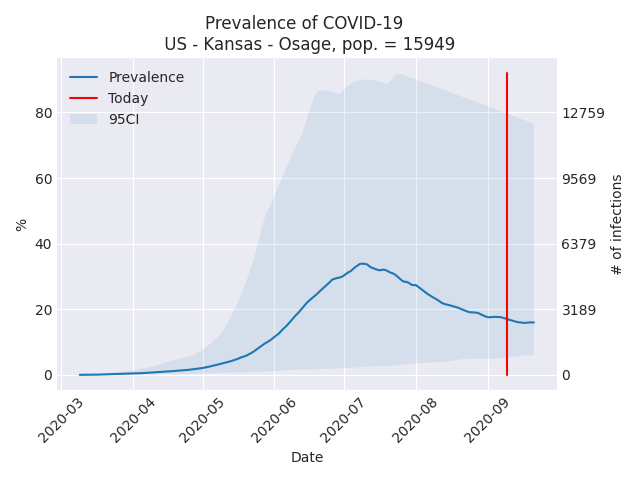 Prevalence of COVID-19
US - Kansas - Osage, pop. = 15949
Prevalence
Today
95CI
%
80
60
40
20
0
12759
9569
6379
3189
0
# of infections
2020-03
2020-04
2020-05
2020-06
2020-07
2020-08
2020-09
Date